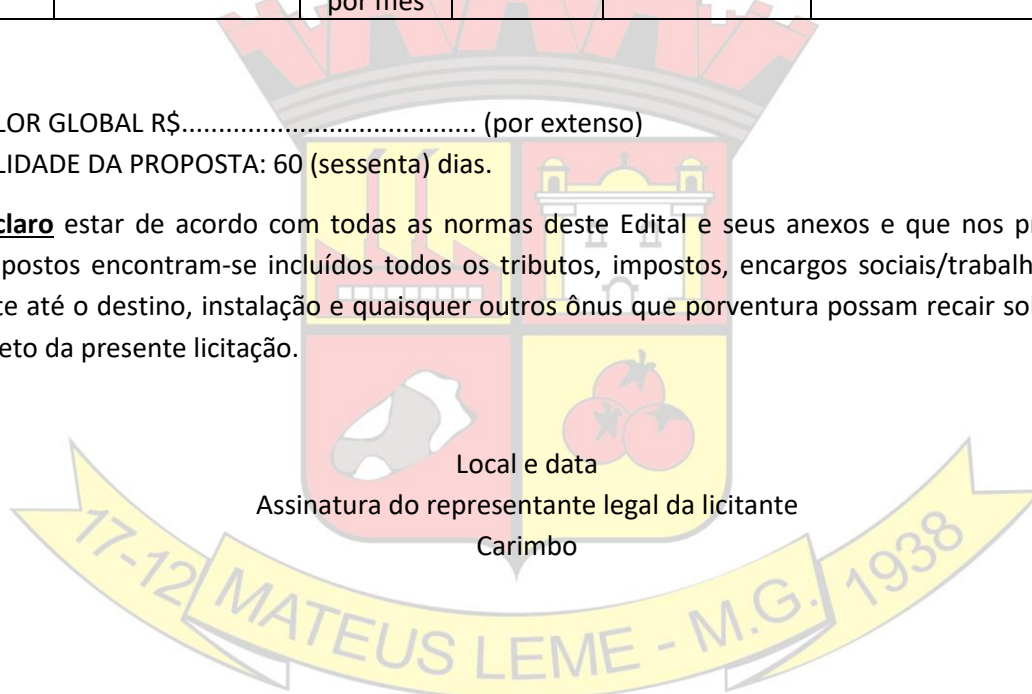 por mês
LOR GLOBAL R$........................................ (por extenso)
LIDADE DA PROPOSTA: 60 (sessenta) dias.
claro estar de acordo com todas as normas deste Edital e seus anexos e que nos pr
postos encontram-se incluídos todos os tributos, impostos, encargos sociais/trabalh
te até o destino, instalação e quaisquer outros ônus que porventura possam recair so
eto da presente licitação.
Local e data
Assinatura do representante legal da licitante
Carimbo
17-12 MATEUS LEME - M.G. 1938